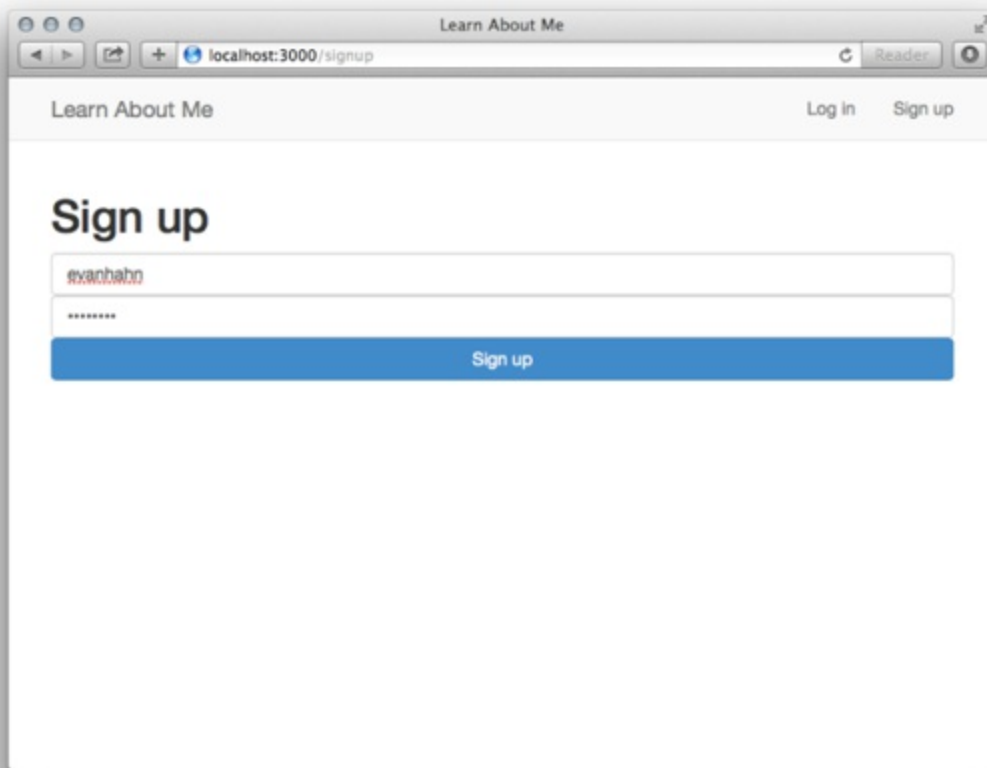 Learn About Me
localhost:3000/signup
Reader
Learn About Me
Log in
Sign up
Sign up
evanhahn
••••••••
Sign up